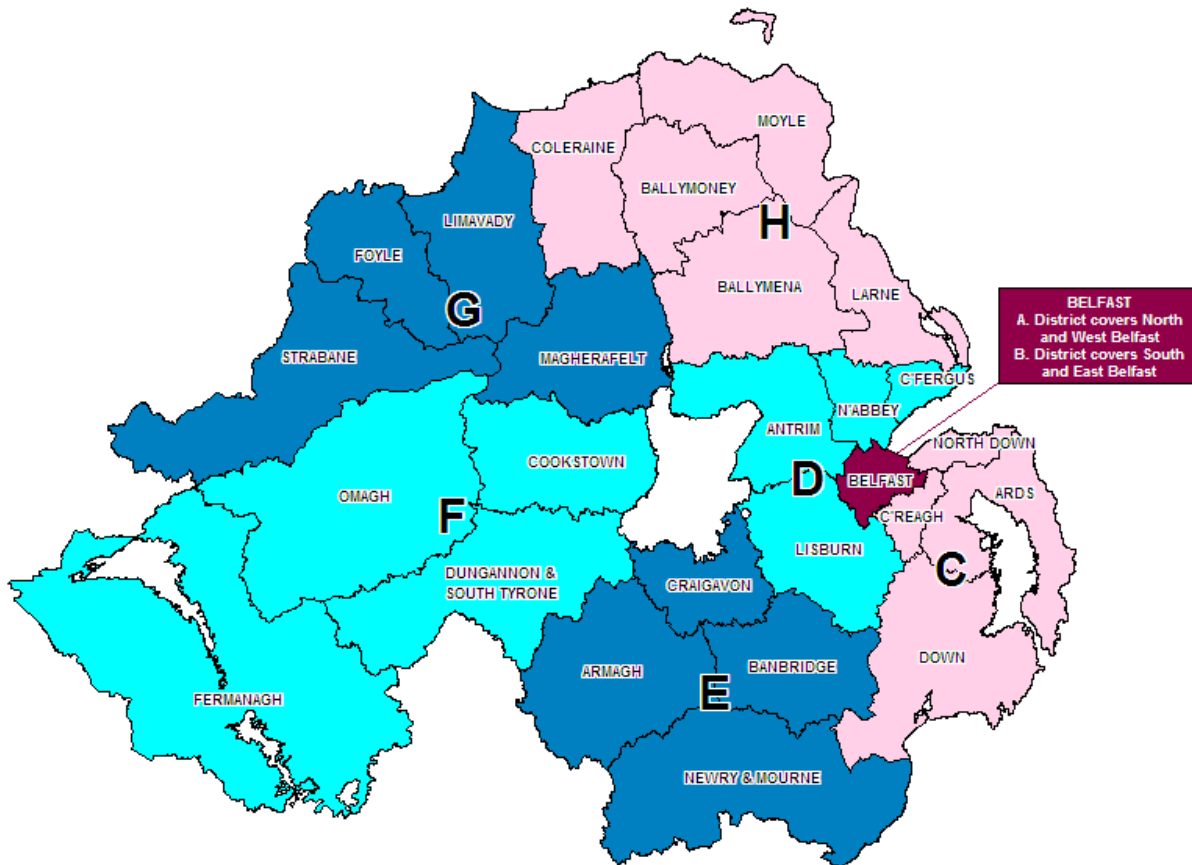 MOYLE
COLERAINE
BALLYMONEY
H
LIMAVADY
FOYLE
BALLYMENA
LARNE
G
STRABANE
MAGHERAFELT
BELFAST
A. District covers North
and West Belfast
B. District covers South
and East Belfast
C'FERGUS
N'ABBEY
ANTRIM
NORTH DOWN
COOKSTOWN
D
BELFAST
ARDS
OMAGH
F
C'REAGH
LISBURN
DUNGANNON &
SOUTH TYRONE
CRAIGAVON
C
ARMAGH
BANBRIDGE
DOWN
E
FERMANAGH
NEWRY & MOURNE